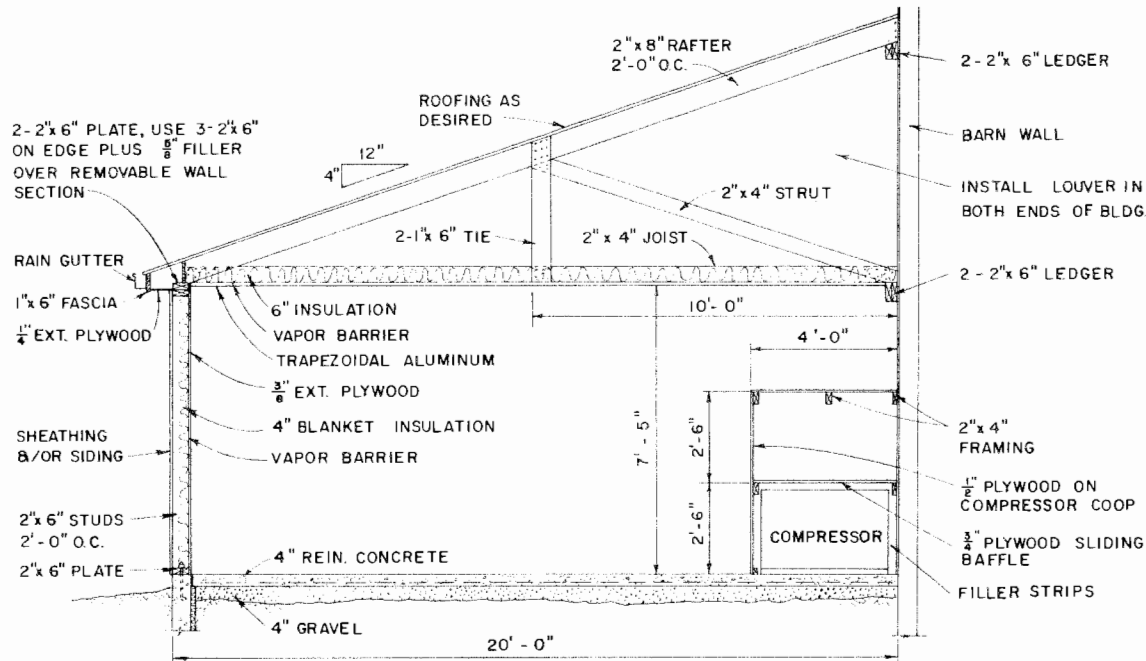 2"x 8" RAFTER
2'-0" O.C.
2-2"x 6" LEDGER
ROOFING AS
DESIRED
2-2"x 6" PLATE, USE 3-2"x 6"
ON EDGE PLUS 5/8" FILLER
OVER REMOVABLE WALL
SECTION
BARN WALL
12"
4"
INSTALL LOUVER IN
BOTH ENDS OF BLDG.
2"x 4" STRUT
2-1"x 6" TIE
2"x 4" JOIST
RAIN GUTTER
2-2"x 6" LEDGER
1"x 6" FASCIA
6" INSULATION
10'-0"
1/4" EXT. PLYWOOD
VAPOR BARRIER
4'-0"
TRAPEZOIDAL ALUMINUM
3/8" EXT. PLYWOOD
4" BLANKET INSULATION
SHEATHING
&/OR SIDING
VAPOR BARRIER
7'-5"
2'-6"
2"x 4"
FRAMING
1/2" PLYWOOD ON
COMPRESSOR COOP
2"x 6" STUDS
2'-0" O.C.
2'-6"
COMPRESSOR
3/4" PLYWOOD SLIDING
BAFFLE
4" REIN. CONCRETE
2"x 6" PLATE
FILLER STRIPS
4" GRAVEL
20'-0"